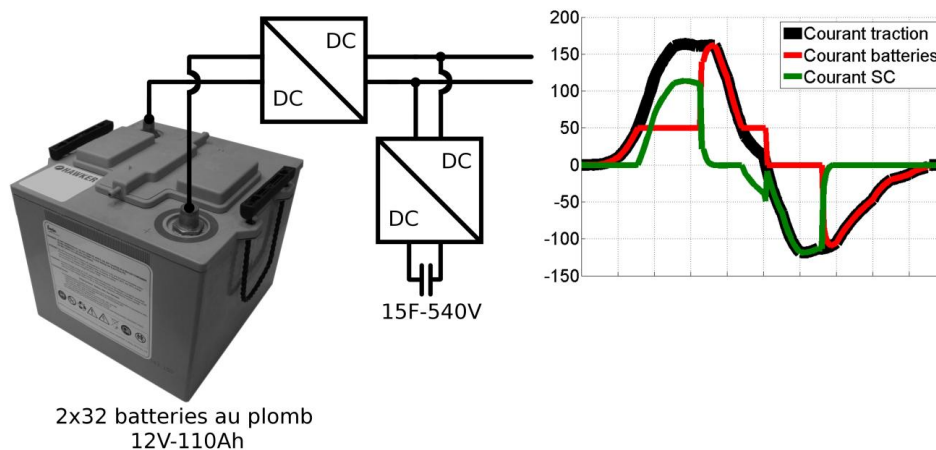 DC
DC
DC
DC
HAWKER
15F-540V
2x32 batteries au plomb
12V-110Ah
200
150
100
50
0
-50
-100
-150
Courant traction
Courant batteries
Courant SC